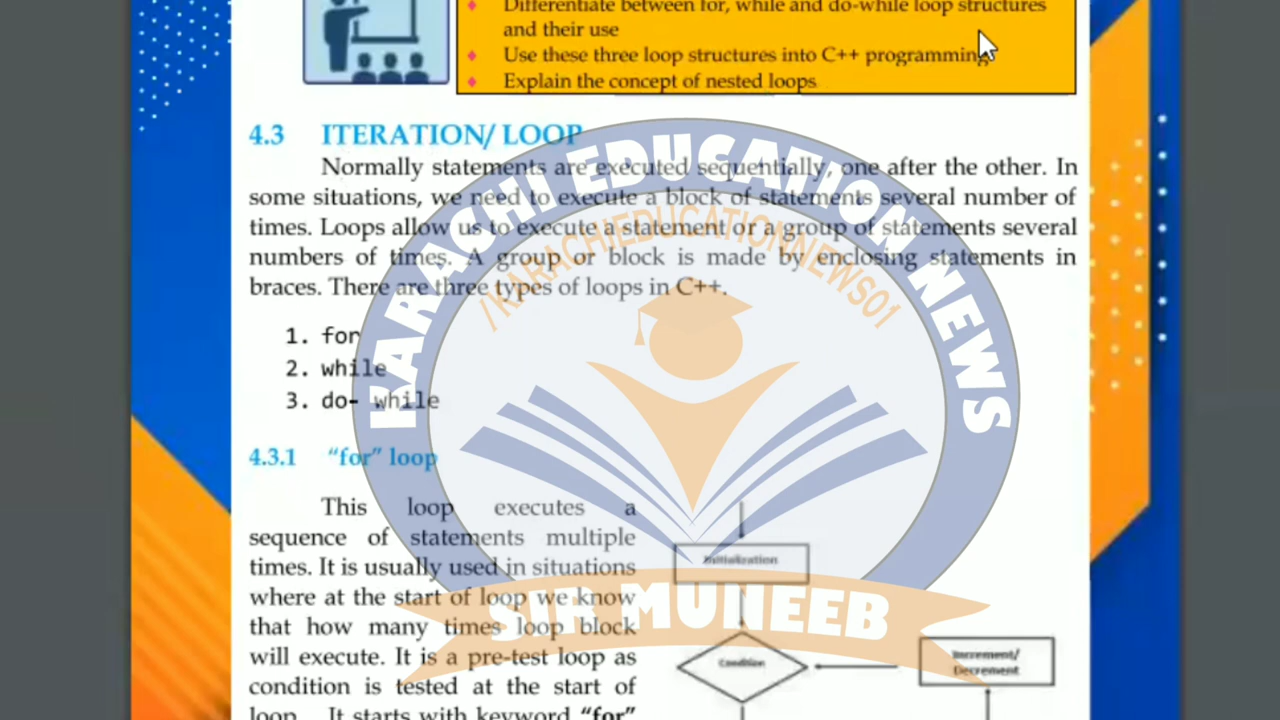 Differentiate between for, while and do-while loop structures
and their use
Use these three loop structures into C++ programming.
Explain the concept of nested loops
4.3 ITERATION/ LOOP
Normally statements are executed sequentially, one after the other. In
some situations, we need to execute a block of statements several number of
times. Loops allow us to execute a statement or a group of statements several
numbers of times. A group or block is made by enclosing statements in
braces. There are three types of loops in C++.
1. for
2. while
3. do- while
4.3.1 "for" loop
This loop executes a
sequence of statements multiple
times. It is usually used in situations
where at the start of loop we know
that how many times loop block
will execute. It is a pre-test loop as
condition is tested at the start of
loop. It starts with keyword "for"
Initialization
Condition
Increment/
Decrement
KARACHI EDUCATION NEWS
/KARACHIEDUCATIONNEWS01
SIR MUNEEB